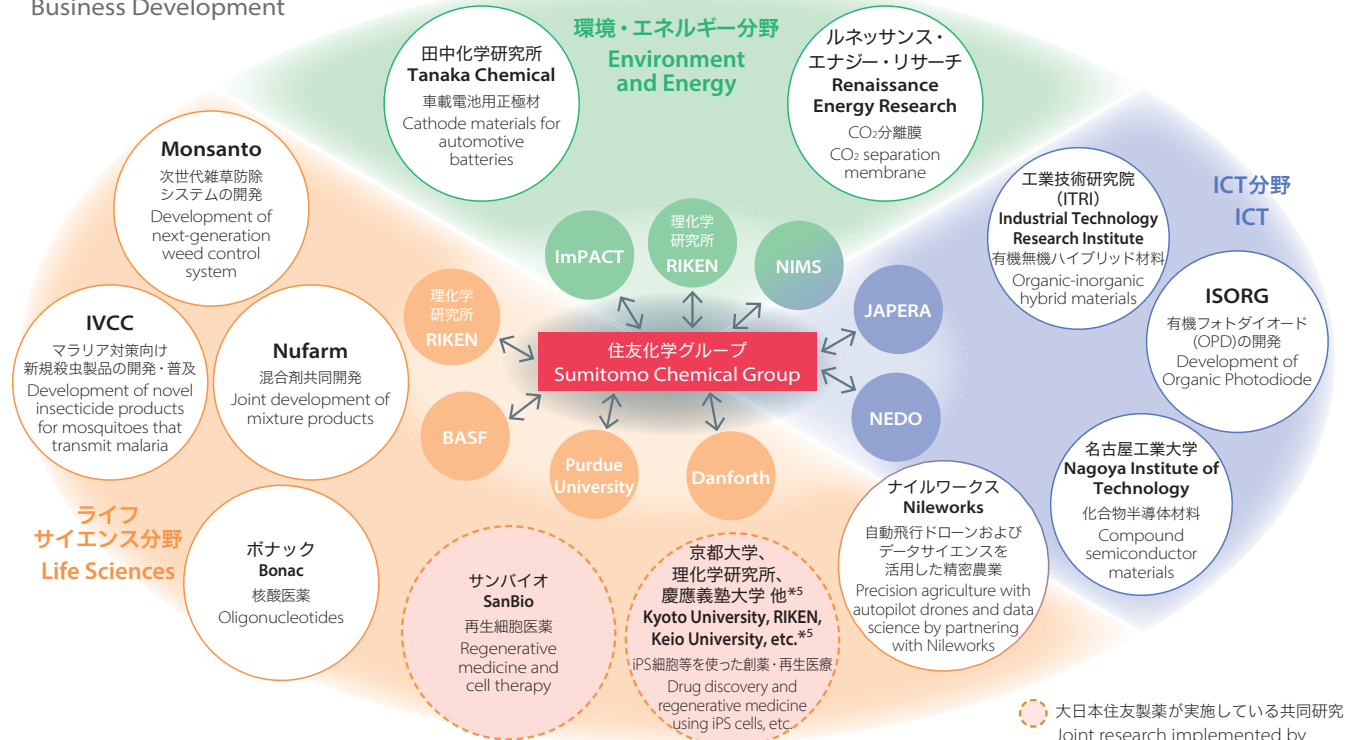 Business Development
環境・エネルギー分野
Environment
and Energy
田中化学研究所
Tanaka Chemical
車載電池用正極材
Cathode materials for
automotive
batteries
ルネッサンス・
エナジー・リサーチ
Renaissance
Energy Research
CO₂分離膜
CO₂ separation
membrane
Monsanto
次世代雑草防除
システムの開発
Development of
next-generation
weed control
system
工業技術研究院
(ITRI)
Industrial Technology
Research Institute
有機無機ハイブリッド材料
Organic-inorganic
hybrid materials
ICT分野
ICT
ImPACT
理化学
研究所
RIKEN
NIMS
理化学
研究所
RIKEN
JAPERA
ISORG
有機フォトダイオード
(OPD)の開発
Development of
Organic Photodiode
IVCC
マラリア対策向け
新規殺虫製品の開発・普及
Development of novel
insecticide products
for mosquitoes that
transmit malaria
Nufarm
混合剤共同開発
Joint development of
mixture products
住友化学グループ
Sumitomo Chemical Group
BASF
Purdue
University
Danforth
NEDO
名古屋工業大学
Nagoya Institute of
Technology
化合物半導体材料
Compound
semiconductor
materials
ナイルワークス
Nileworks
自動飛行ドローンおよび
データサイエンスを
活用した精密農業
Precision agriculture with
autopilot drones and data
science by partnering
with Nileworks
ライフ
サイエンス分野
Life Sciences
ボナック
Bonac
核酸医薬
Oligonucleotides
サンバイオ
SanBio
再生細胞医薬
Regenerative
medicine and
cell therapy
京都大学、
理化学研究所、
慶應義塾大学 他*5
Kyoto University, RIKEN,
Keio University, etc.*5
iPS細胞等を使った創薬・再生医療
Drug discovery and
regenerative medicine
using iPS cells, etc.
大日本住友製薬が実施している共同研究
Joint research implemented by